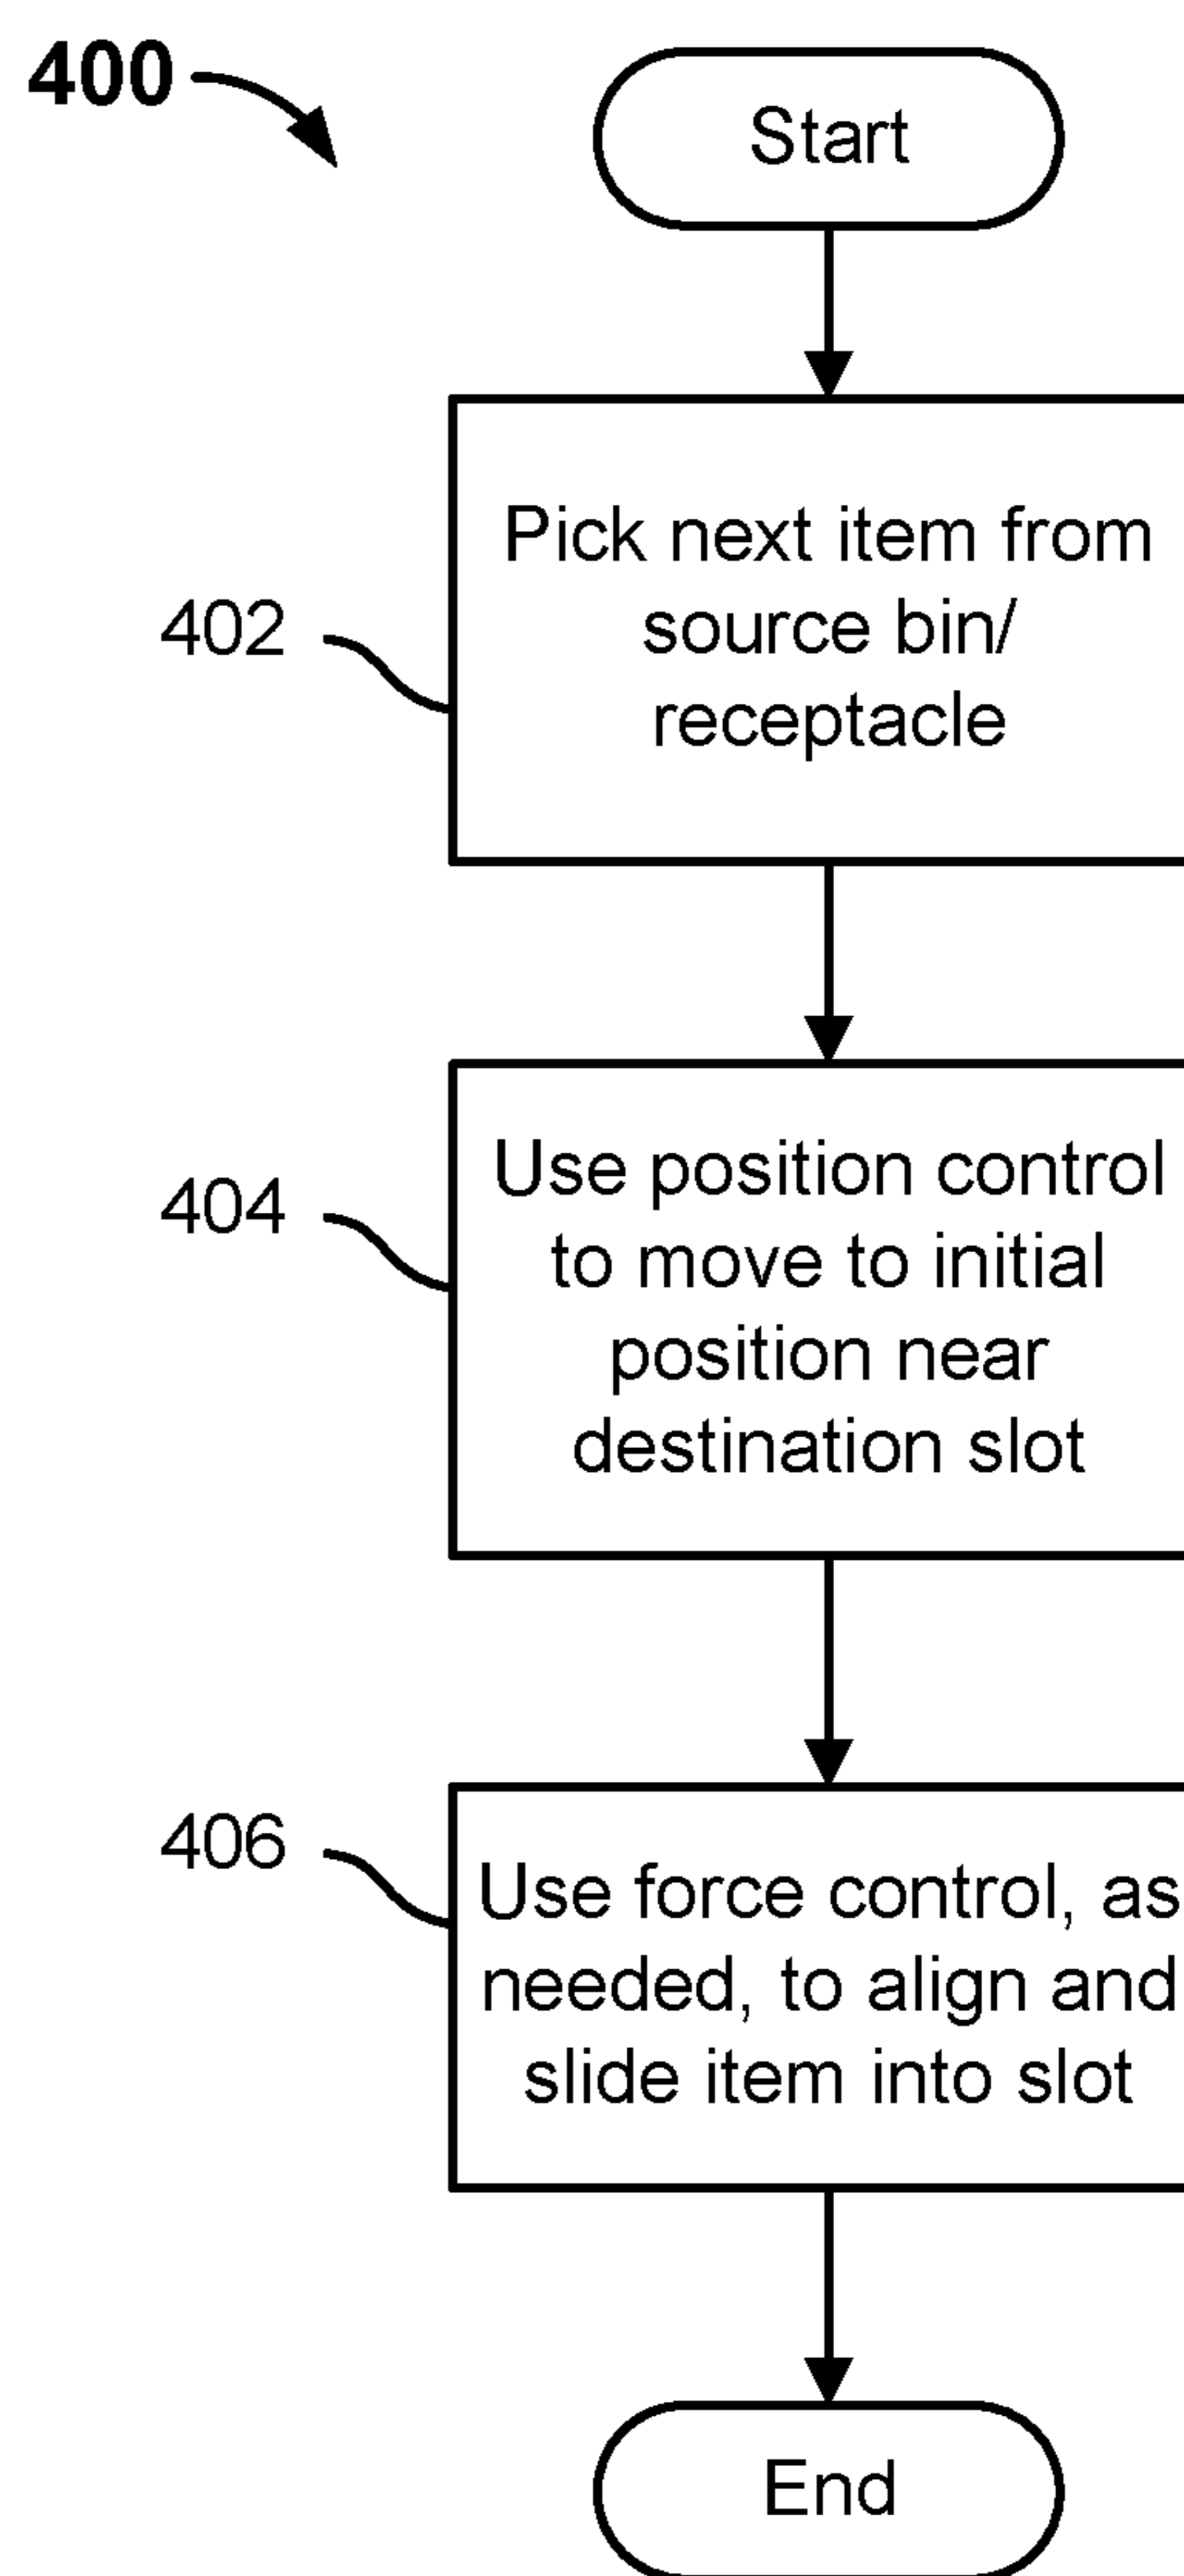 400
Start
Pick next item from
source bin/
receptacle
402
Use position control
to move to initial
position near
destination slot
404
Use force control, as
needed, to align and
slide item into slot
406
End